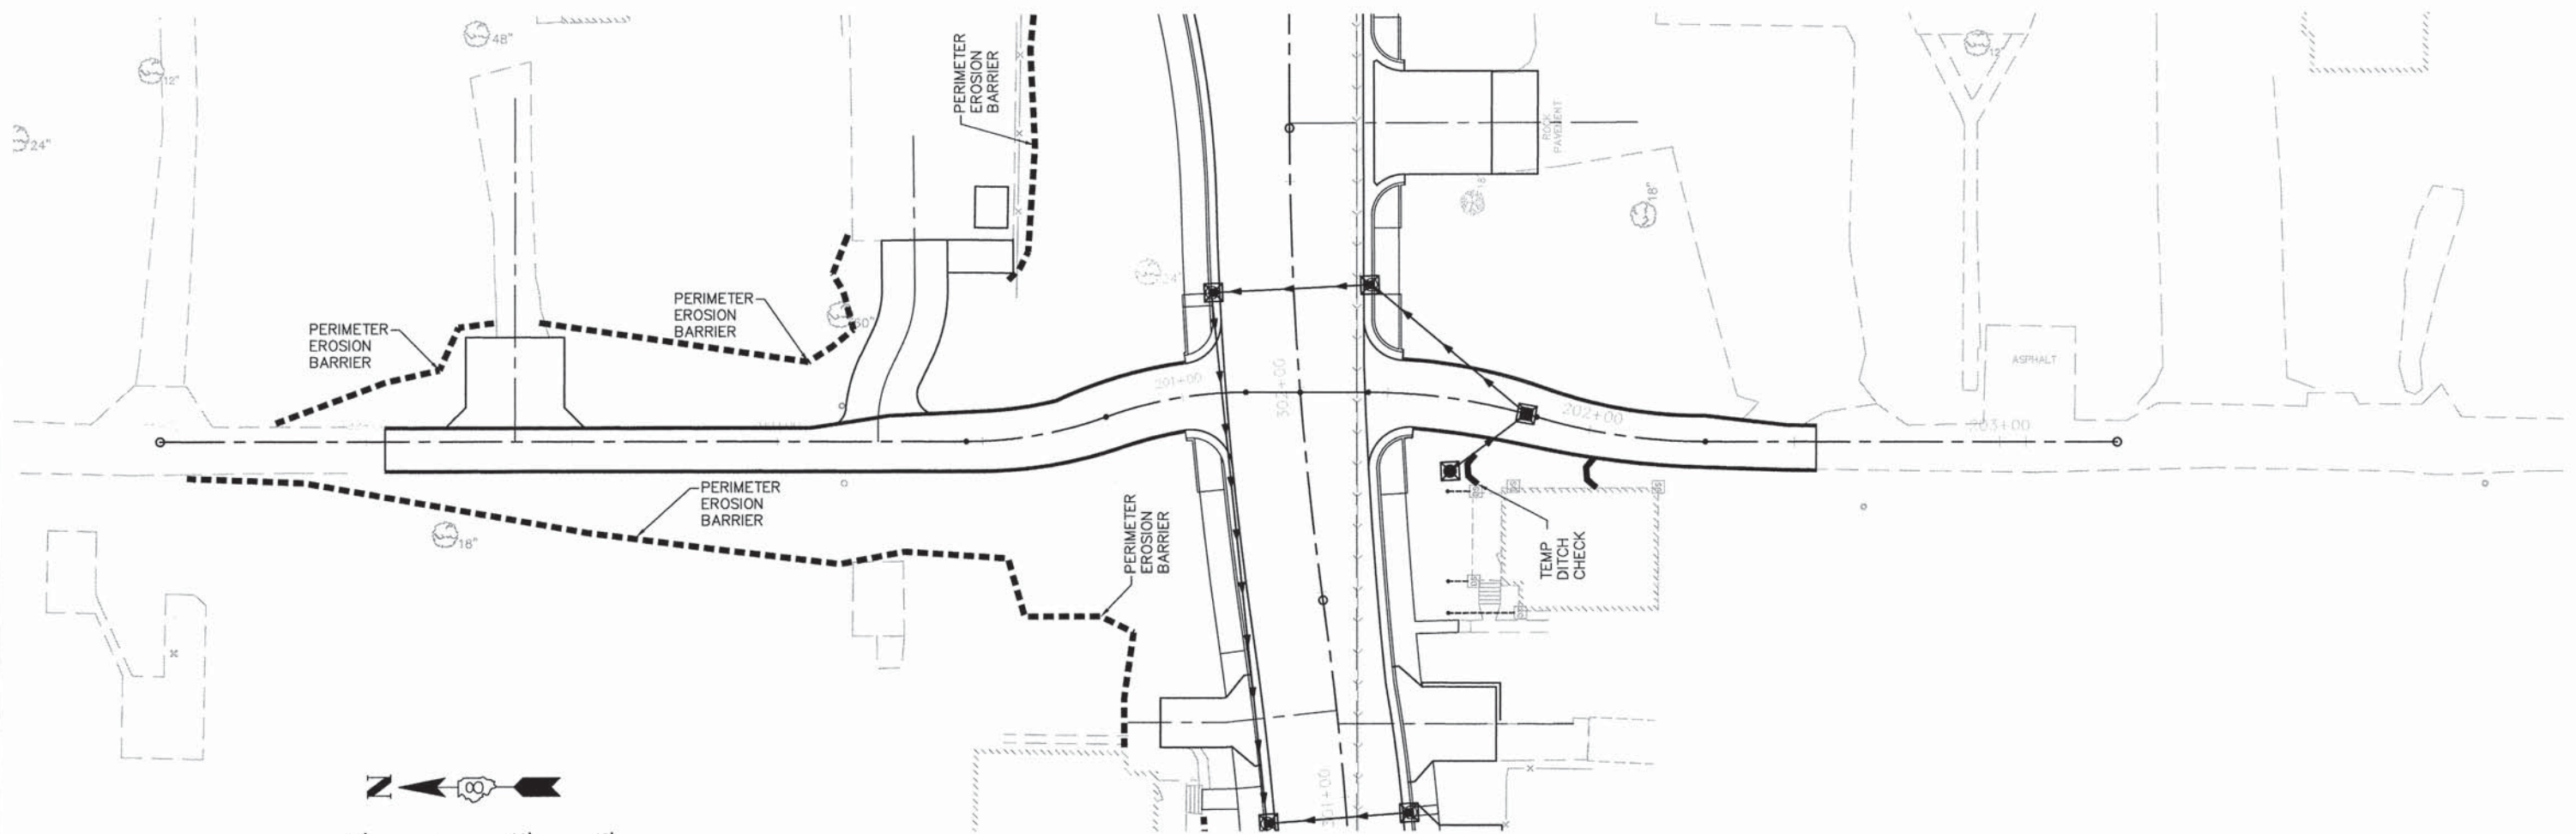 48"
12"
24"
PERIMETER
EROSION
BARRIER
ROCK
PAVEMENT
18"
18"
12"
PERIMETER
EROSION
BARRIER
PERIMETER
EROSION
BARRIER
201+00
302+00
202+00
203+00
ASPHALT
PERIMETER
EROSION
BARRIER
18"
PERIMETER
EROSION
BARRIER
TEMP
DITCH
CHECK
301+00
N
8